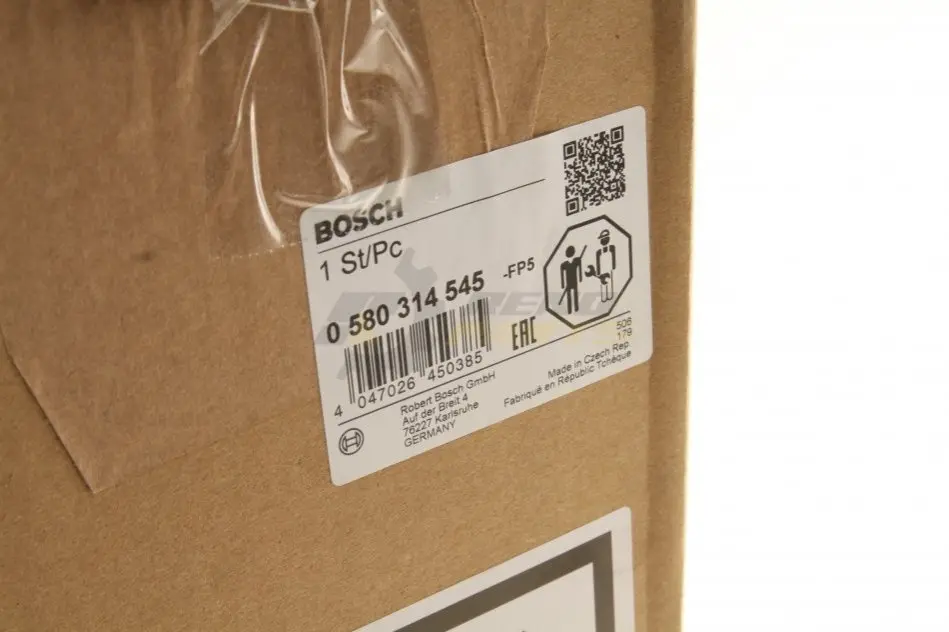 BOSCH
1 St/Pc
0 580 314 545
-FP5
4 047026 450385
EAC
Robert Bosch GmbH
Auf der Breit 4
76227 Karlsruhe
GERMANY
506
179
Made in Czech Rep.
Fabriqué en République Tchèque